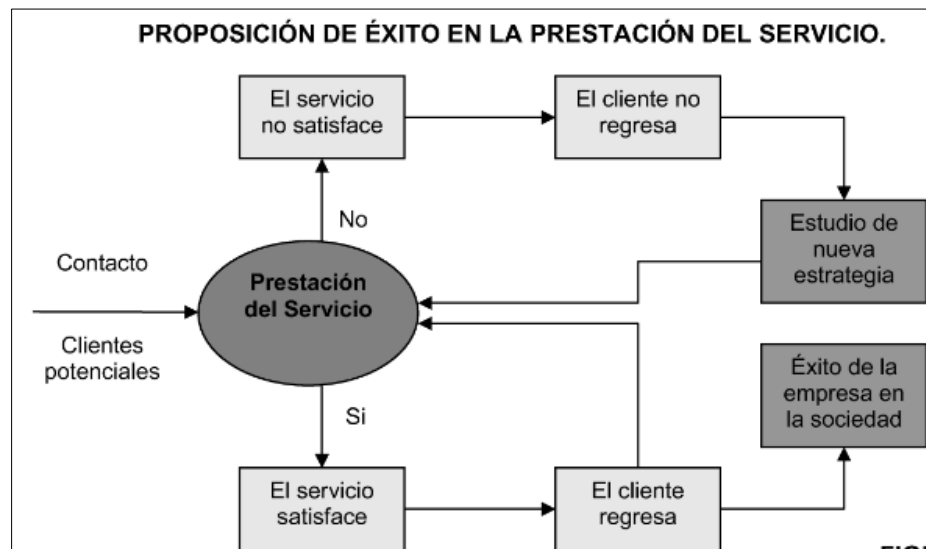 PROPOSICIÓN DE ÉXITO EN LA PRESTACIÓN DEL SERVICIO.
El servicio
no satisface
El cliente no
regresa
No
Estudio de
nueva
estrategia
Contacto
Prestación
del Servicio
Clientes
potenciales
Si
Éxito de la
empresa en
la sociedad
El servicio
satisface
El cliente
regresa